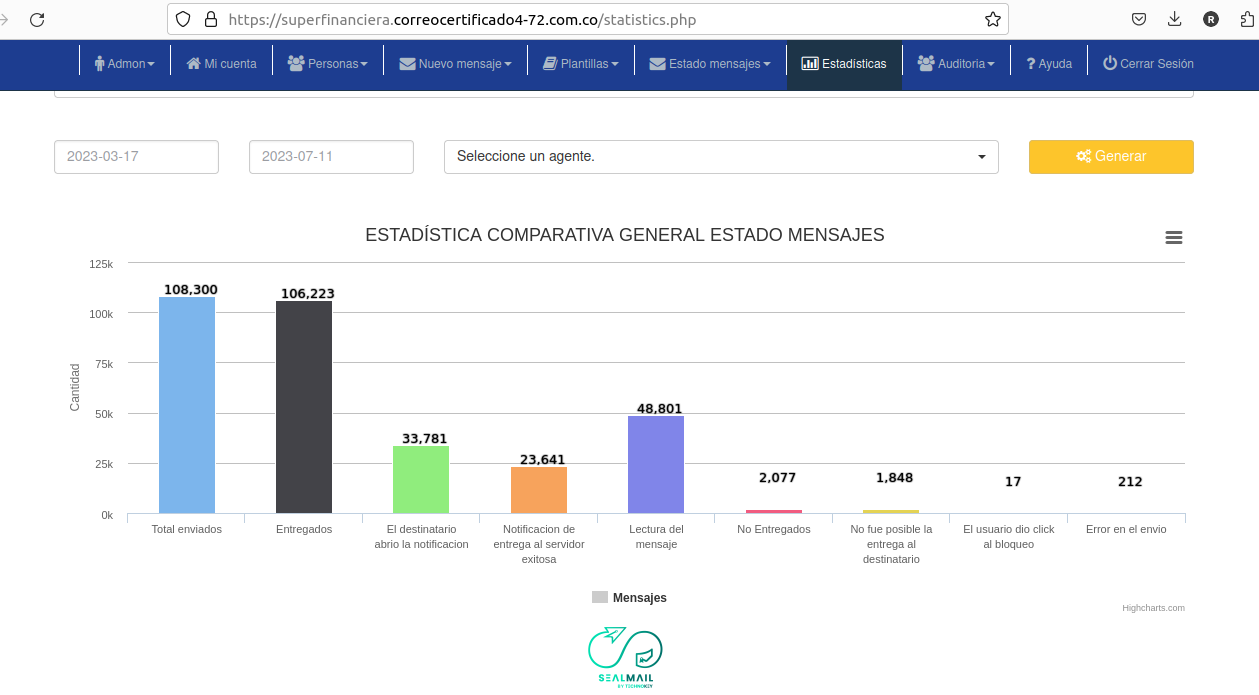 https://superfinanciera.correocertificado4-72.com.co/statistics.php
R
Admon
Mi cuenta
Personas
Nuevo mensaje
Plantillas
Estado mensajes
Estadísticas
Auditoria
? Ayuda
Cerrar Sesión
2023-03-17
2023-07-11
Seleccione un agente.
Generar
ESTADÍSTICA COMPARATIVA GENERAL ESTADO MENSAJES
Cantidad
125k
100k
75k
50k
25k
0k
108,300
106,223
33,781
23,641
48,801
2,077
1,848
17
212
Total enviados
Entregados
El destinatario
abrio la notificacion
Notificacion de
entrega al servidor
exitosa
Lectura del
mensaje
No Entregados
No fue posible la
entrega al
destinatario
El usuario dio click
al bloqueo
Error en el envio
Mensajes
Highcharts.com
SEALMAIL
BY TECHNOKEY